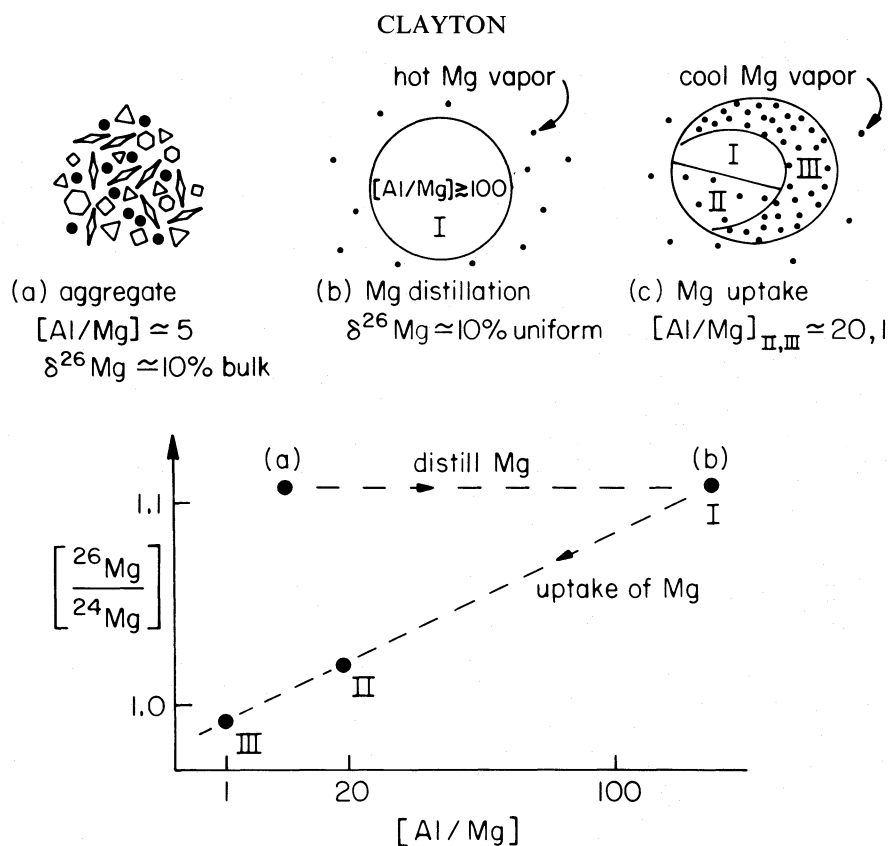 CLAYTON
hot Mg vapor
cool Mg vapor
[Al/Mg]≳100
I
I
II
III
(a) aggregate
[Al/Mg] ≃ 5
δ²⁶Mg ≃10% bulk
(b) Mg distillation
δ²⁶Mg ≃10% uniform
(c) Mg uptake
[Al/Mg]II,III ≃ 20, 1
(a)
distill Mg
(b)
I
1.1
[²⁶Mg/²⁴Mg]
uptake of Mg
II
1.0
III
1
20
100
[Al/Mg]